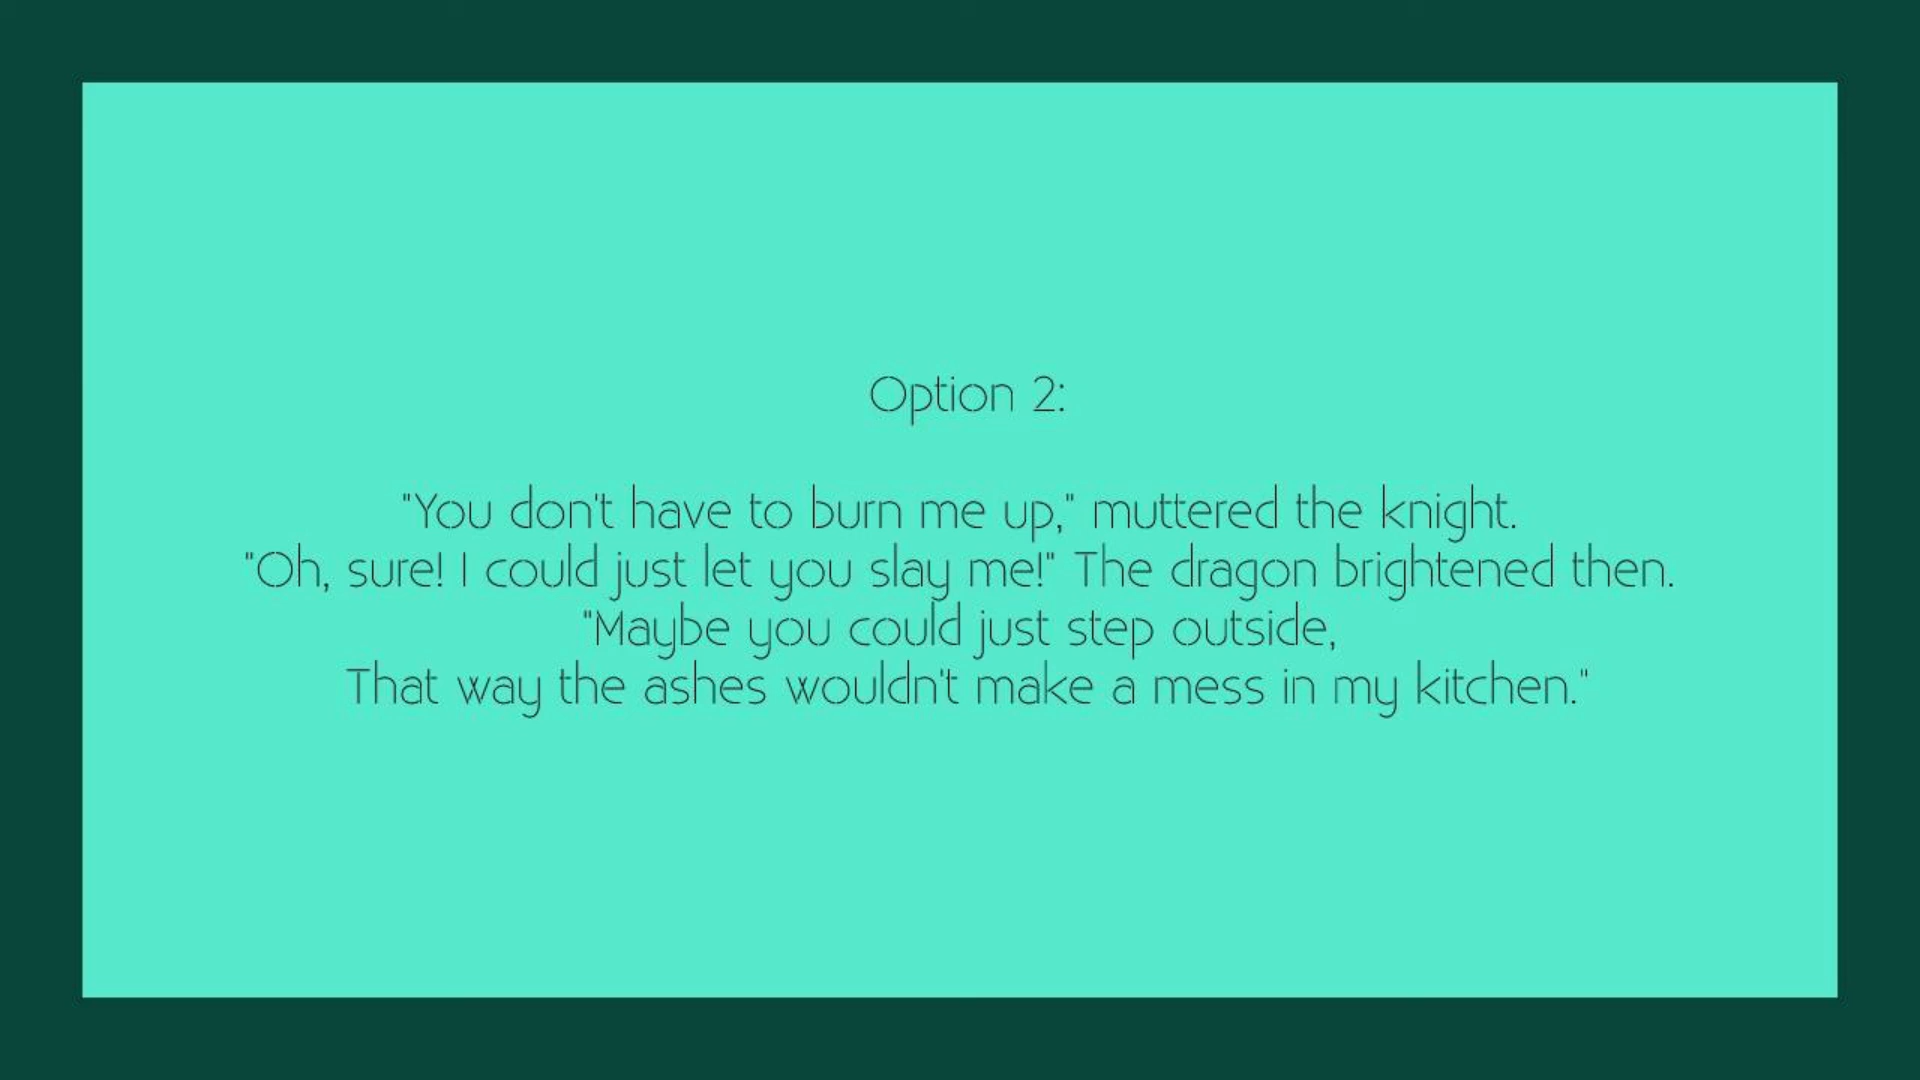 Option 2:
"You don't have to burn me up," muttered the knight.
"Oh, sure! I could just let you slay me!" The dragon brightened then.
"Maybe you could just step outside,
That way the ashes wouldn't make a mess in my kitchen."